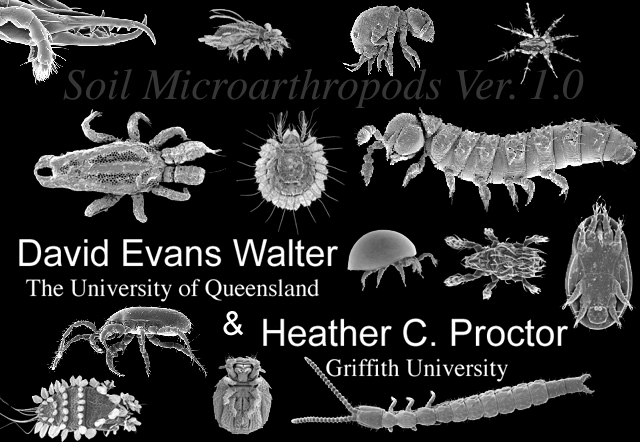 Soil Microarthropods Ver. 1.0
David Evans Walter
The University of Queensland
& Heather C. Proctor
Griffith University